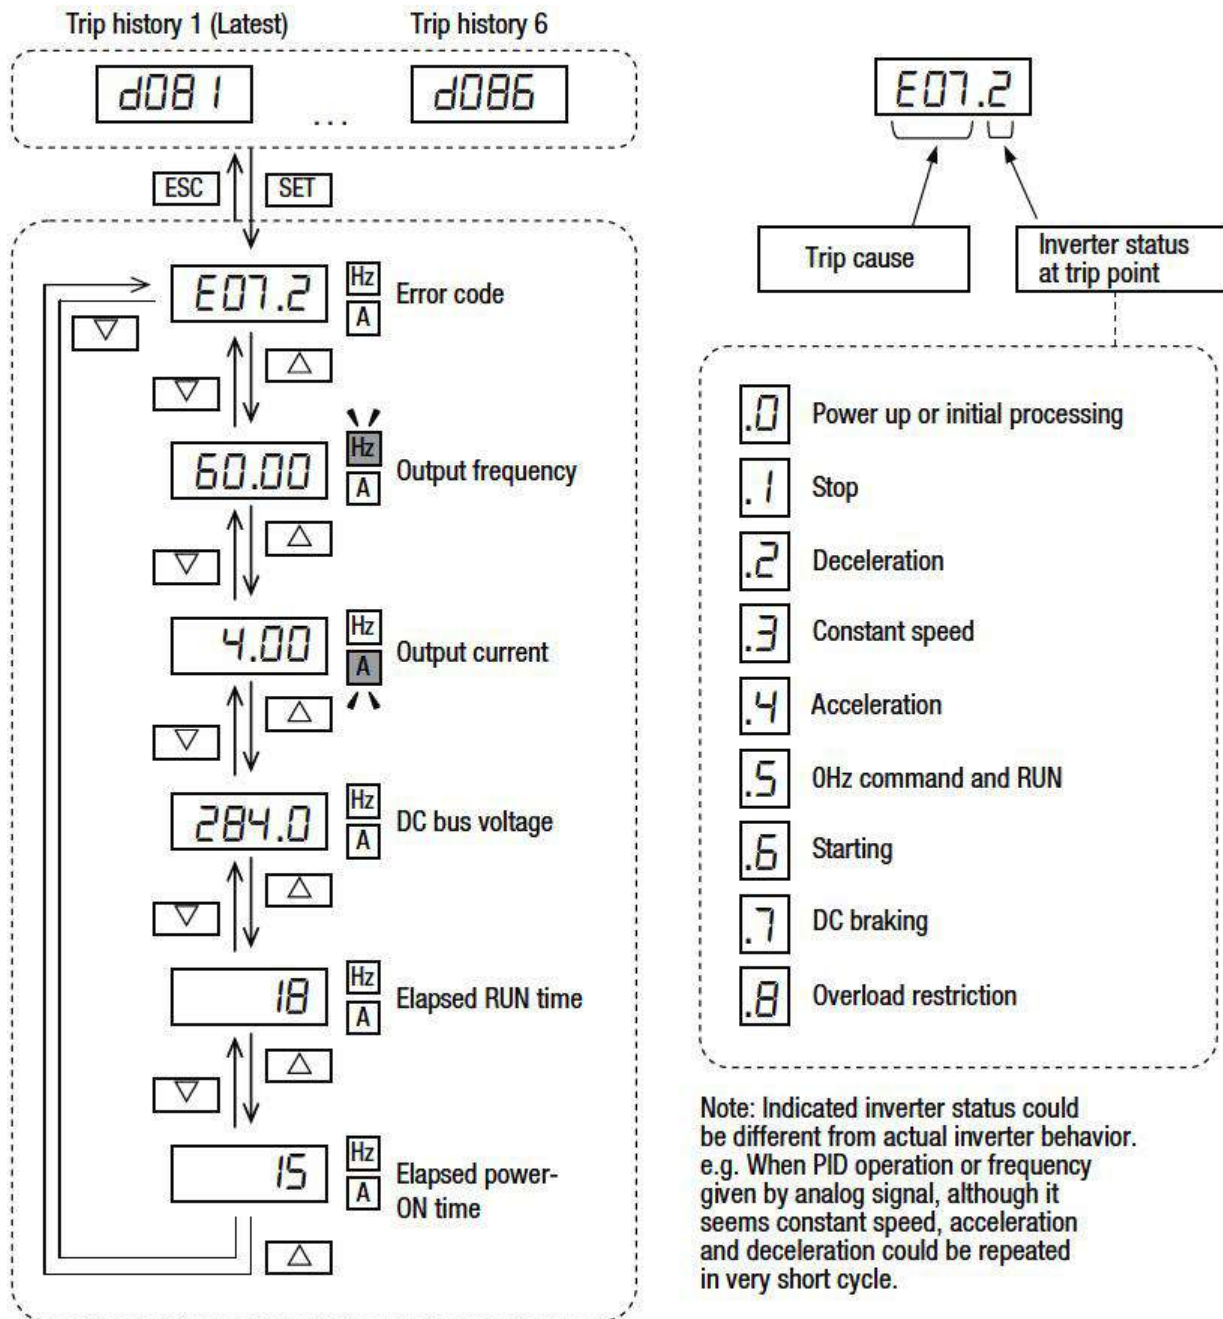 Trip history 1 (Latest)
Trip history 6
d081
...
d086
ESC
SET
E07.2
Hz
A
Error code
60.00
Hz
A
Output frequency
4.00
Hz
A
Output current
284.0
Hz
A
DC bus voltage
18
Hz
A
Elapsed RUN time
15
Hz
A
Elapsed power-
ON time
E07.2
Trip cause
Inverter status
at trip point
.0 Power up or initial processing
.1 Stop
.2 Deceleration
.3 Constant speed
.4 Acceleration
.5 0Hz command and RUN
.6 Starting
.7 DC braking
.8 Overload restriction
Note: Indicated inverter status could
be different from actual inverter behavior.
e.g. When PID operation or frequency
given by analog signal, although it
seems constant speed, acceleration
and deceleration could be repeated
in very short cycle.